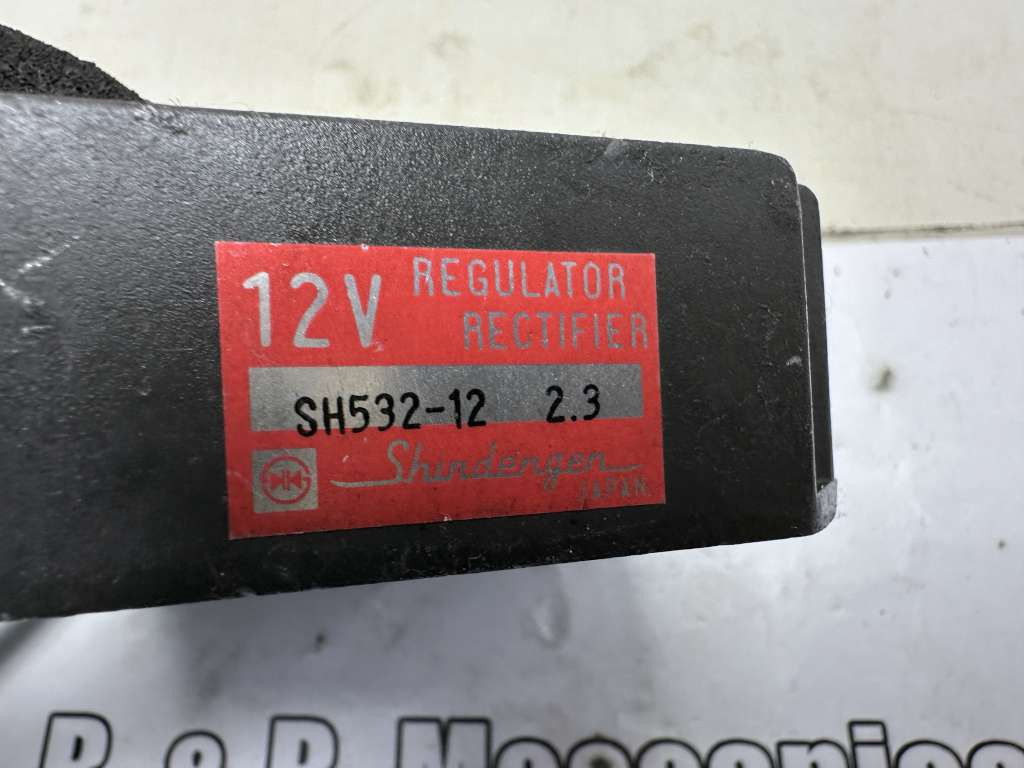 12V REGULATOR
RECTIFIER
SH532-12 2.3
Shindengen
JAPAN